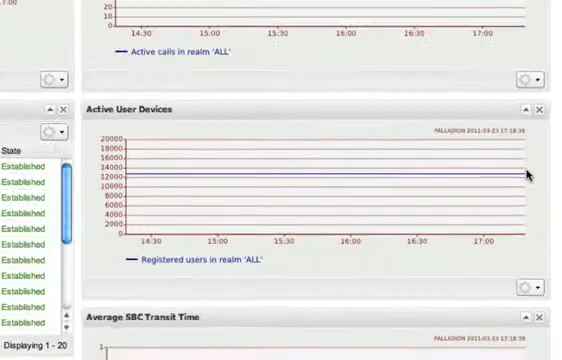 7:00
20
10
0
14:30 15:00 15:30 16:00 16:30 17:00
Active calls in realm 'ALL'
Active User Devices
PALLADION 2011-03-23 17:18:39
State
20000
18000
16000
14000
12000
10000
8000
6000
4000
2000
0
14:30 15:00 15:30 16:00 16:30 17:00
Registered users in realm 'ALL'
Established
Established
Established
Established
Established
Established
Established
Established
Established
Established
Established
Displaying 1 - 20
Average SBC Transit Time
PALLADION 2011-03-23 17:18:39
1